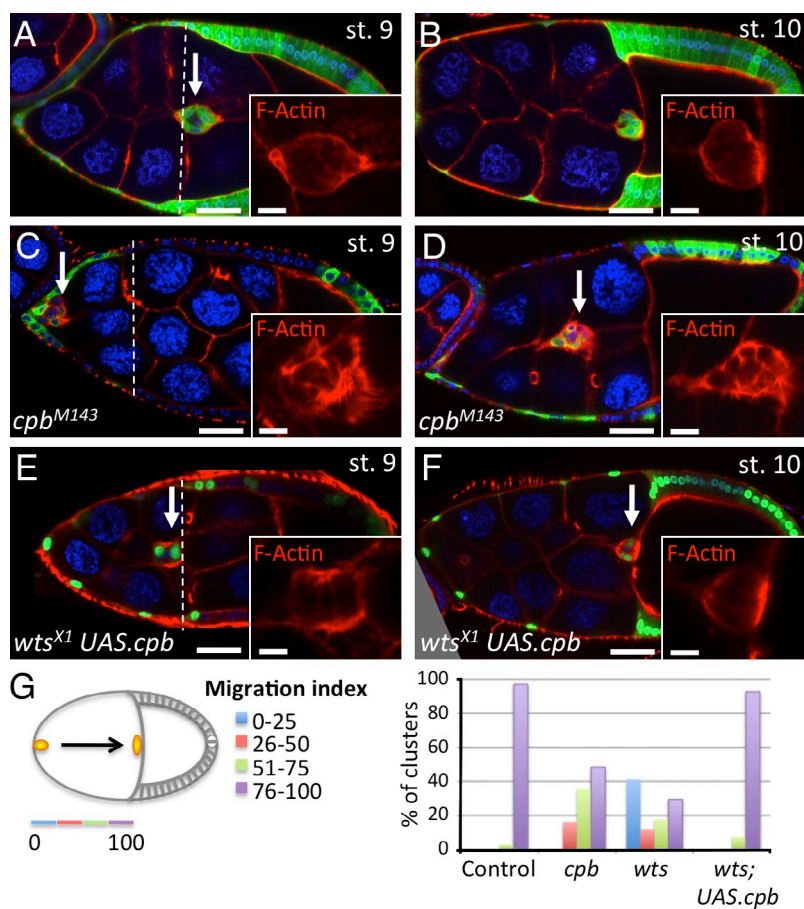 A st. 9
F-Actin
B st. 10
F-Actin
C st. 9
F-Actin
cpbM143
D st. 10
F-Actin
cpbM143
E st. 9
F-Actin
wtsX1 UAS.cpb
F st. 10
F-Actin
wtsX1 UAS.cpb
G
Migration index
0-25
26-50
51-75
76-100
0 100
% of clusters
100
80
60
40
20
0
Control cpb wts wts;
UAS.cpb